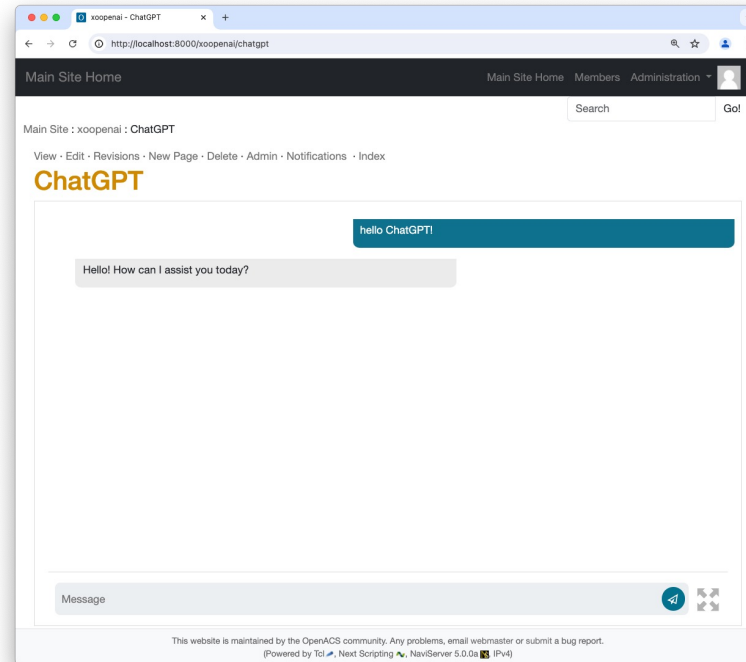 xoopenai - ChatGPT
http://localhost:8000/xoopenai/chatgpt
Main Site Home Main Site Home Members Administration
Search Go!
Main Site : xoopenai : ChatGPT
View · Edit · Revisions · New Page · Delete · Admin · Notifications · Index
ChatGPT
hello ChatGPT!
Hello! How can I assist you today?
Message
This website is maintained by the OpenACS community. Any problems, email webmaster or submit a bug report.
(Powered by Tcl, Next Scripting, NaviServer 5.0.0a, IPv4)